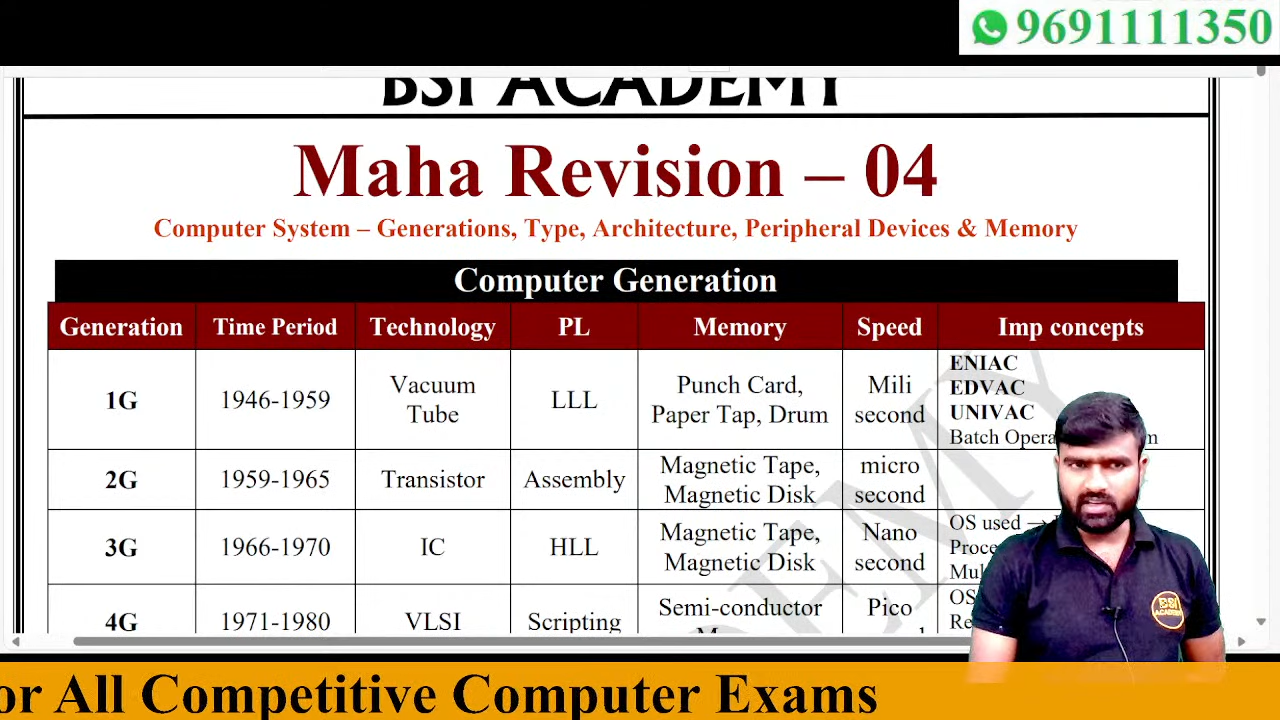 9691111350
BSI ACADEMY
Maha Revision – 04
Computer System – Generations, Type, Architecture, Peripheral Devices & Memory
Computer Generation
Generation Time Period Technology PL Memory Speed Imp concepts
1G 1946-1959 Vacuum Tube LLL Punch Card, Paper Tap, Drum Mili second ENIAC
EDVAC
UNIVAC
Batch
2G 1959-1965 Transistor Assembly Magnetic Tape, Magnetic Disk micro second
3G 1966-1970 IC HLL Magnetic Tape, Magnetic Disk Nano second OS used →
4G 1971-1980 VLSI Scripting Semi-conductor Pico OS
BSI
ACADEMY
or All Competitive Computer Exams